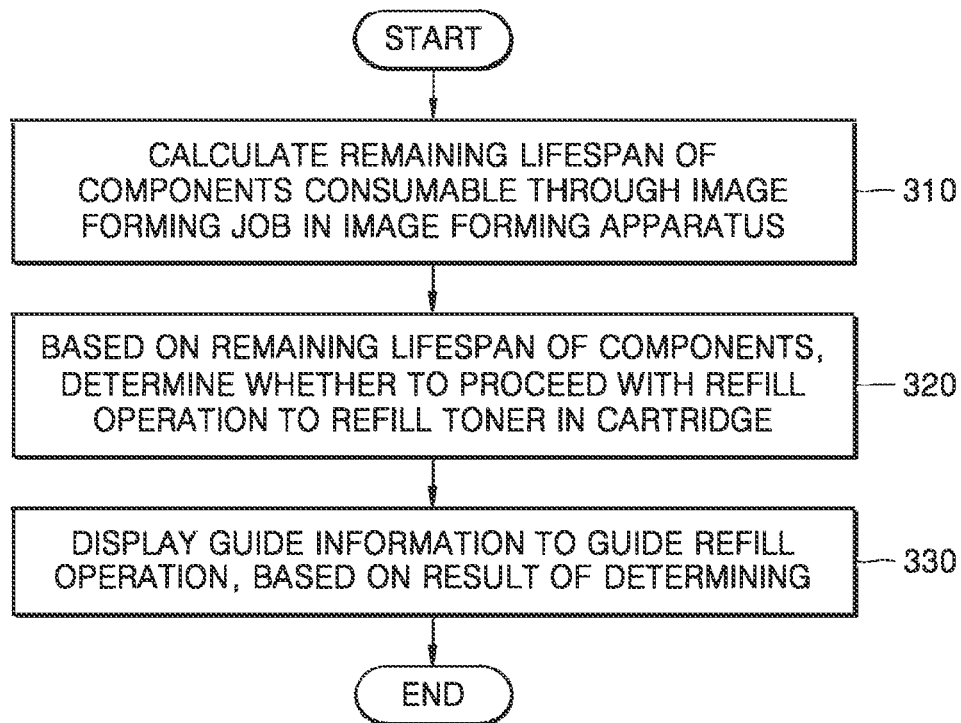 START
CALCULATE REMAINING LIFESPAN OF
COMPONENTS CONSUMABLE THROUGH IMAGE
FORMING JOB IN IMAGE FORMING APPARATUS
310
BASED ON REMAINING LIFESPAN OF COMPONENTS,
DETERMINE WHETHER TO PROCEED WITH REFILL
OPERATION TO REFILL TONER IN CARTRIDGE
320
DISPLAY GUIDE INFORMATION TO GUIDE REFILL
OPERATION, BASED ON RESULT OF DETERMINING
330
END